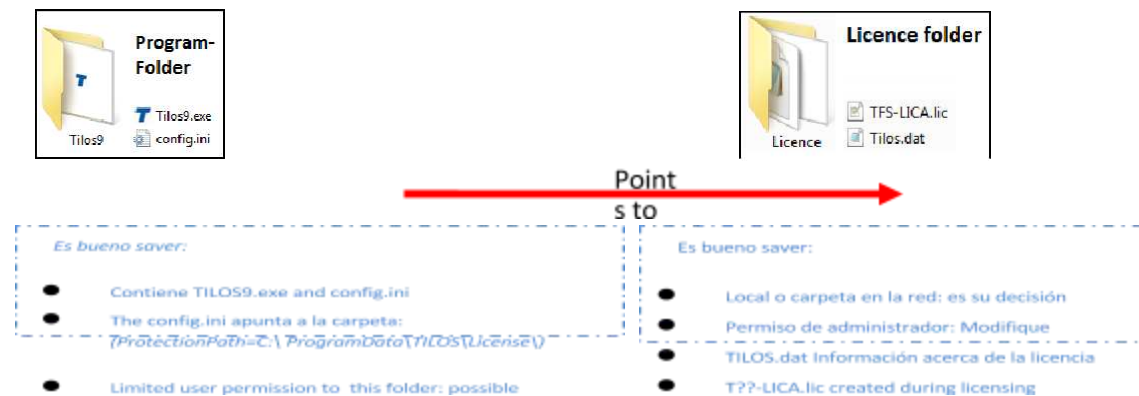 Program-
Folder
Tilos9.exe
config.ini
Tilos9
Licence folder
TFS-LICA.lic
Tilos.dat
Licence
Point
s to
Es bueno saver:
Contiene TILOS9.exe and config.ini
The config.ini apunta a la carpeta:
(ProtectionPath=C:\ ProgramData\TILOS\License\)
Limited user permission to this folder: possible
Es bueno saver:
Local o carpeta en la red: es su decisión
Permiso de administrador: Modifique
TILOS.dat Información acerca de la licencia
T??-LICA.lic created during licensing